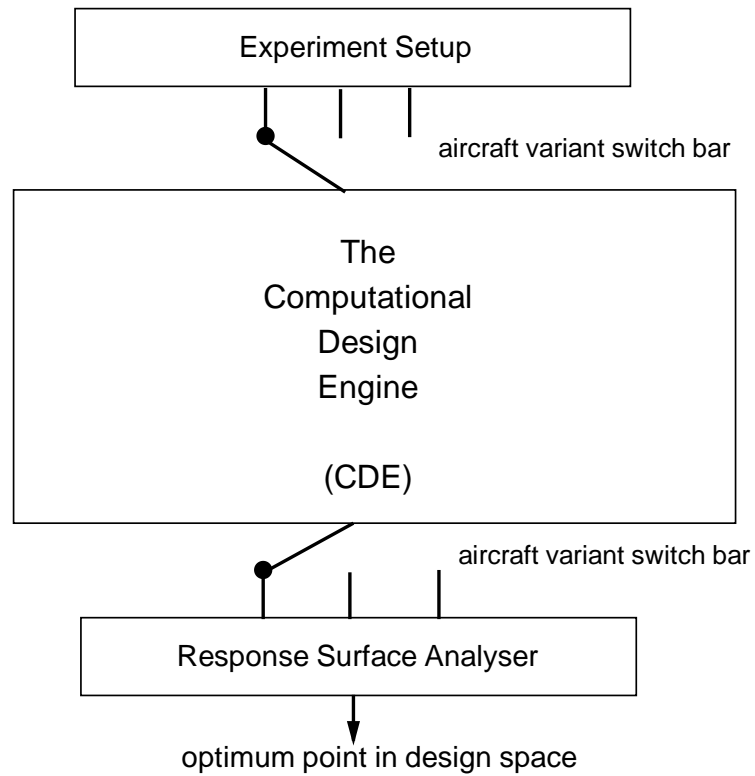 Experiment Setup
aircraft variant switch bar
The
Computational
Design
Engine
(CDE)
aircraft variant switch bar
Response Surface Analyser
optimum point in design space